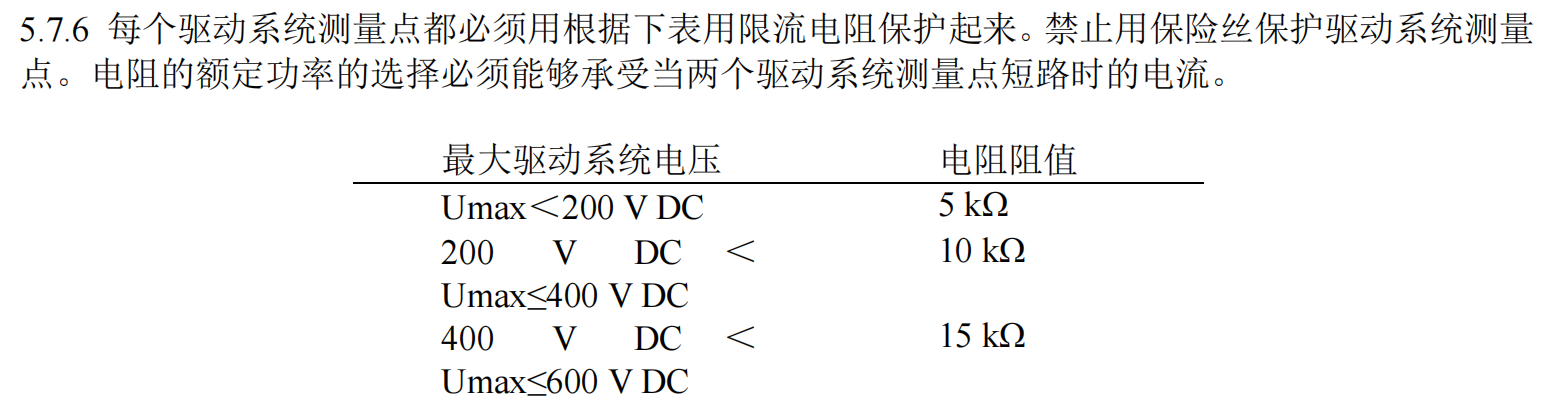 5.7.6 每个驱动系统测量点都必须用根据下表用限流电阻保护起来。禁止用保险丝保护驱动系统测量
点。电阻的额定功率的选择必须能够承受当两个驱动系统测量点短路时的电流。
最大驱动系统电压 电阻阻值
Umax＜200 V DC 5 kΩ
200 V DC ＜ 10 kΩ
Umax≤400 V DC
400 V DC ＜ 15 kΩ
Umax≤600 V DC